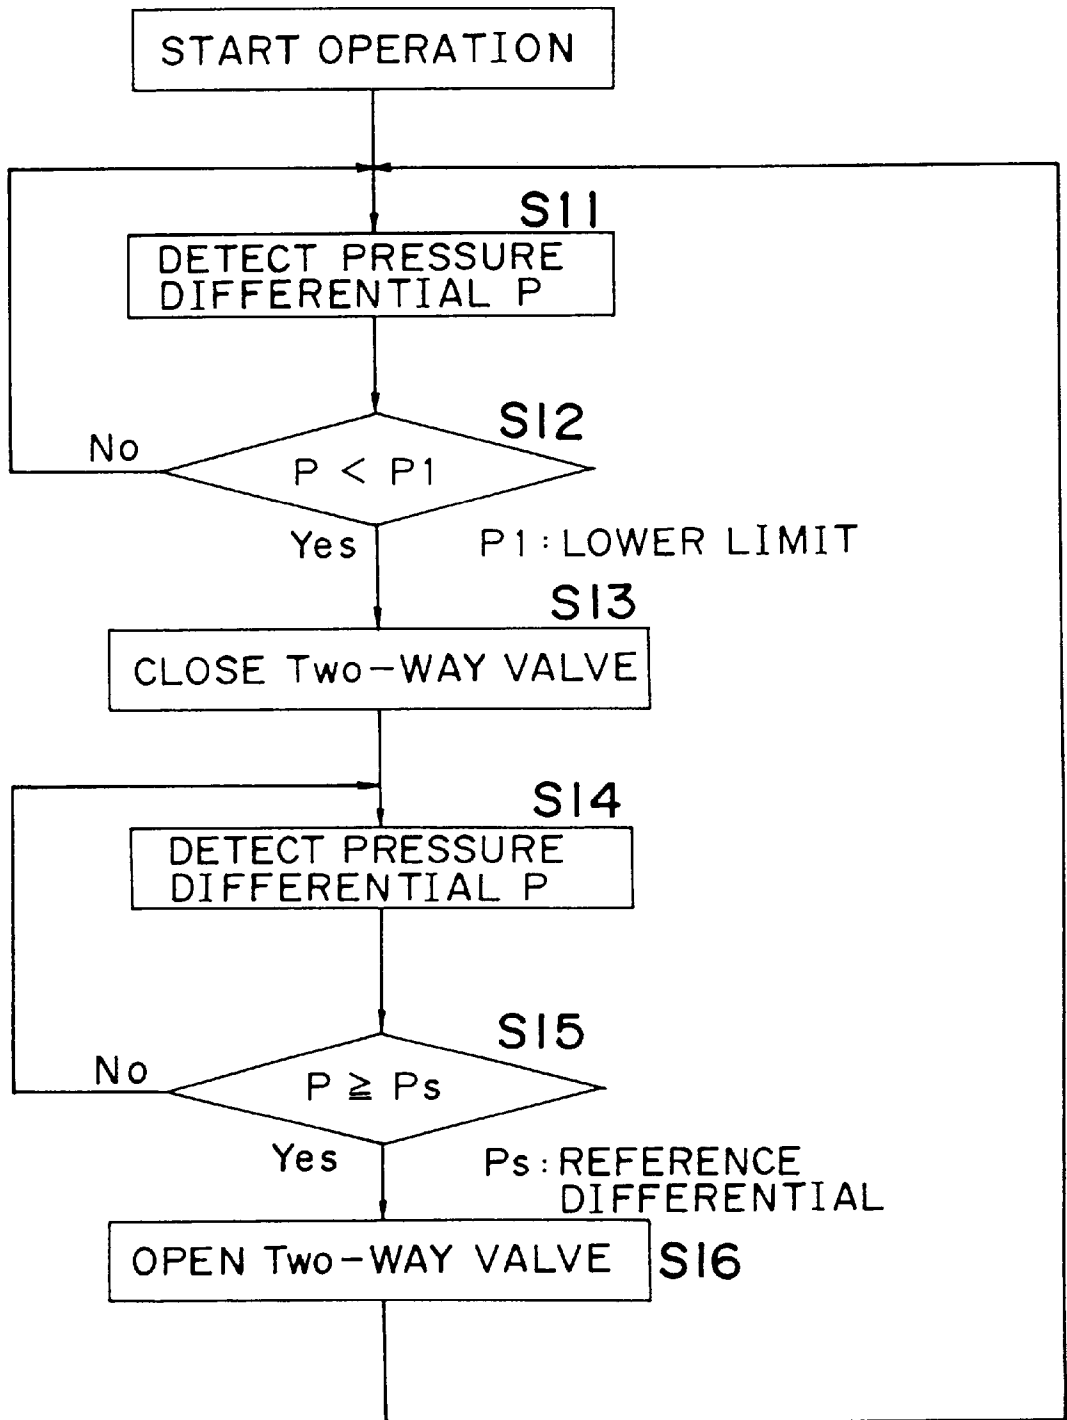 START OPERATION
S11
DETECT PRESSURE
DIFFERENTIAL P
S12
No
P < P1
Yes
P1: LOWER LIMIT
S13
CLOSE Two-WAY VALVE
S14
DETECT PRESSURE
DIFFERENTIAL P
S15
No
P ≧ Ps
Yes
Ps: REFERENCE
DIFFERENTIAL
OPEN Two-WAY VALVE
S16